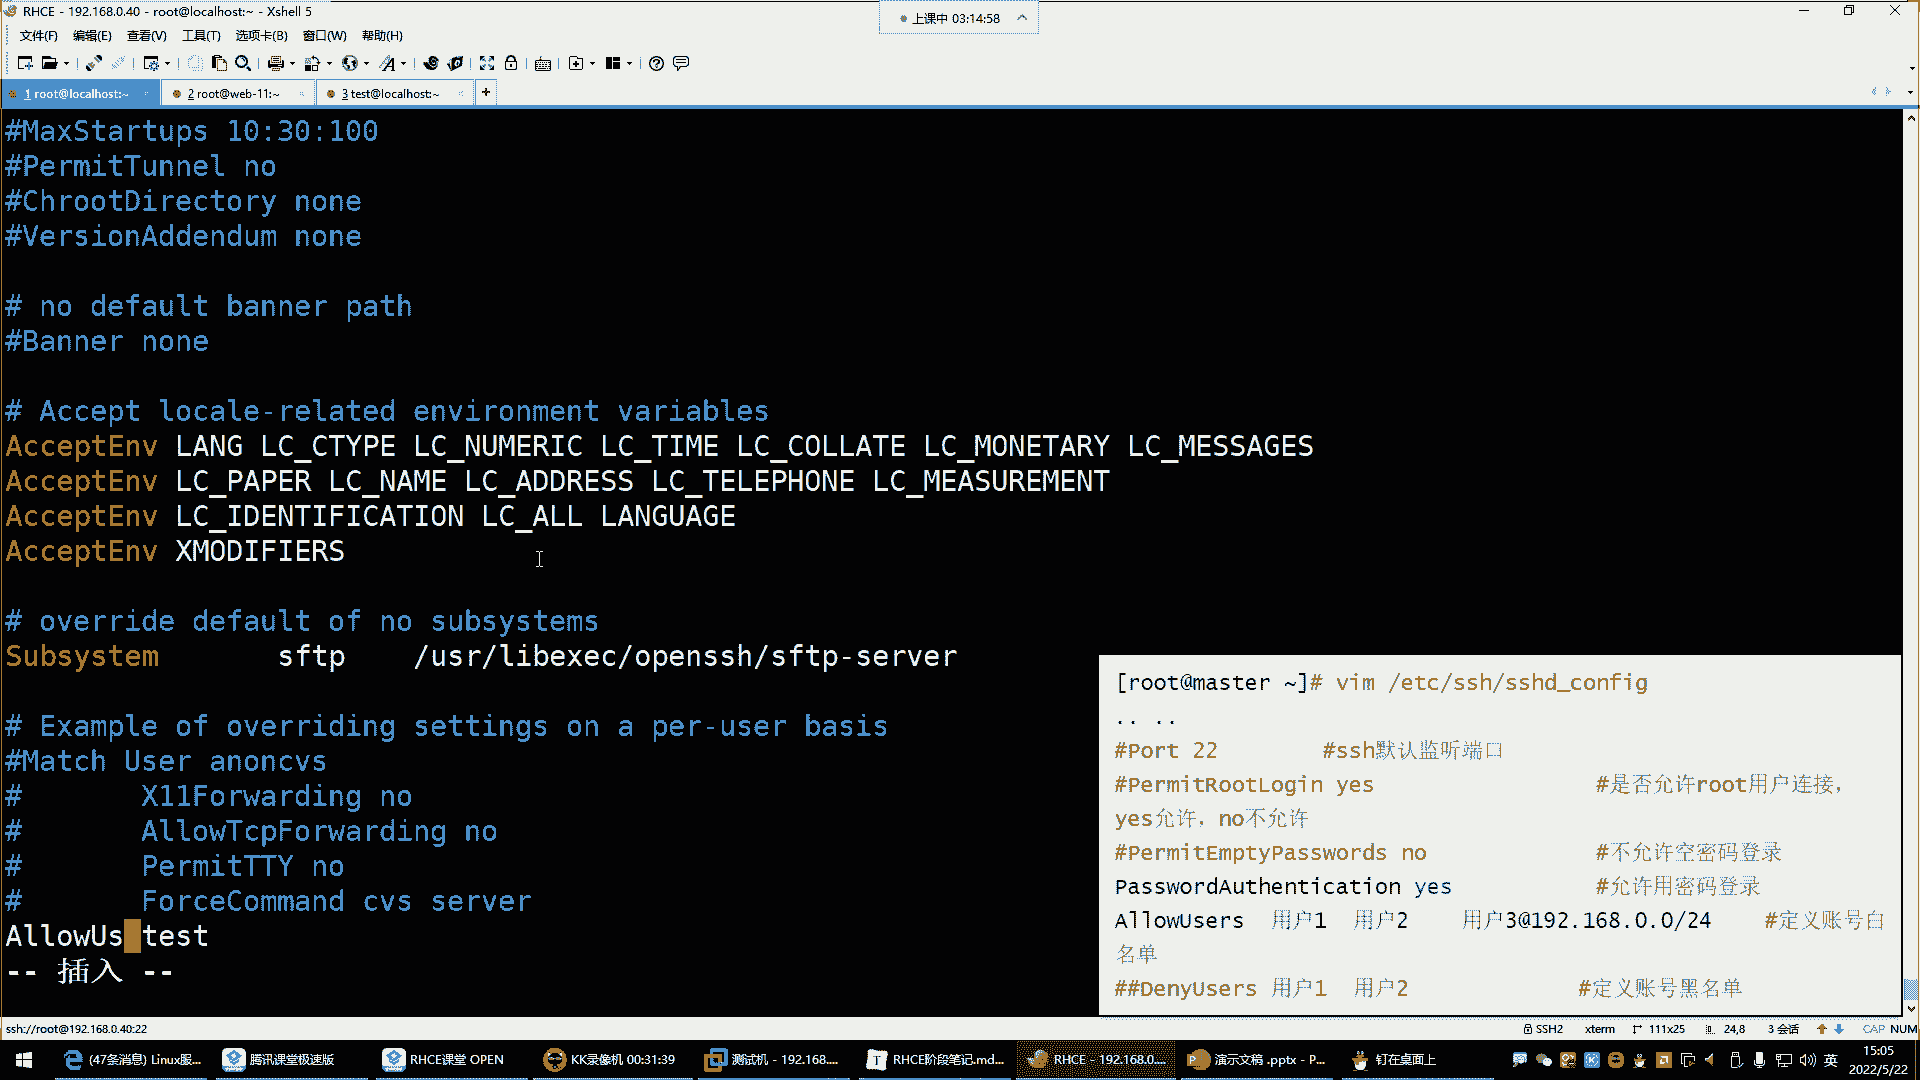 RHCE - 192.168.0.40 - root@localhost:~ - Xshell 5
上课中 03:14:58
文件(F) 编辑(E) 查看(V) 工具(T) 选项卡(B) 窗口(W) 帮助(H)
1 root@localhost:~ 2 root@web-11:~ 3 test@localhost:~ +
#MaxStartups 10:30:100
#PermitTunnel no
#ChrootDirectory none
#VersionAddendum none
# no default banner path
#Banner none
# Accept locale-related environment variables
AcceptEnv LANG LC_CTYPE LC_NUMERIC LC_TIME LC_COLLATE LC_MONETARY LC_MESSAGES
AcceptEnv LC_PAPER LC_NAME LC_ADDRESS LC_TELEPHONE LC_MEASUREMENT
AcceptEnv LC_IDENTIFICATION LC_ALL LANGUAGE
AcceptEnv XMODIFIERS
# override default of no subsystems
Subsystem sftp /usr/libexec/openssh/sftp-server
# Example of overriding settings on a per-user basis
#Match User anoncvs
# X11Forwarding no
# AllowTcpForwarding no
# PermitTTY no
# ForceCommand cvs server
AllowUs test
-- 插入 --
[root@master ~]# vim /etc/ssh/sshd_config
.. ..
#Port 22 #ssh默认监听端口
#PermitRootLogin yes #是否允许root用户连接，
yes允许，no不允许
#PermitEmptyPasswords no #不允许空密码登录
PasswordAuthentication yes #允许用密码登录
AllowUsers 用户1 用户2 用户3@192.168.0.0/24 #定义账号白
名单
##DenyUsers 用户1 用户2 #定义账号黑名单
ssh://root@192.168.0.40:22 SSH2 xterm 111x25 24,8 3 会话 CAP NUM
(47条消息) Linux服... 腾讯课堂极速版 RHCE课堂 OPEN KK录像机 00:31:39 测试机 - 192.168.... RHCE阶段笔记.md... RHCE - 192.168.0.... 演示文稿 .pptx - P... 钉在桌面上 英
15:05
2022/5/22